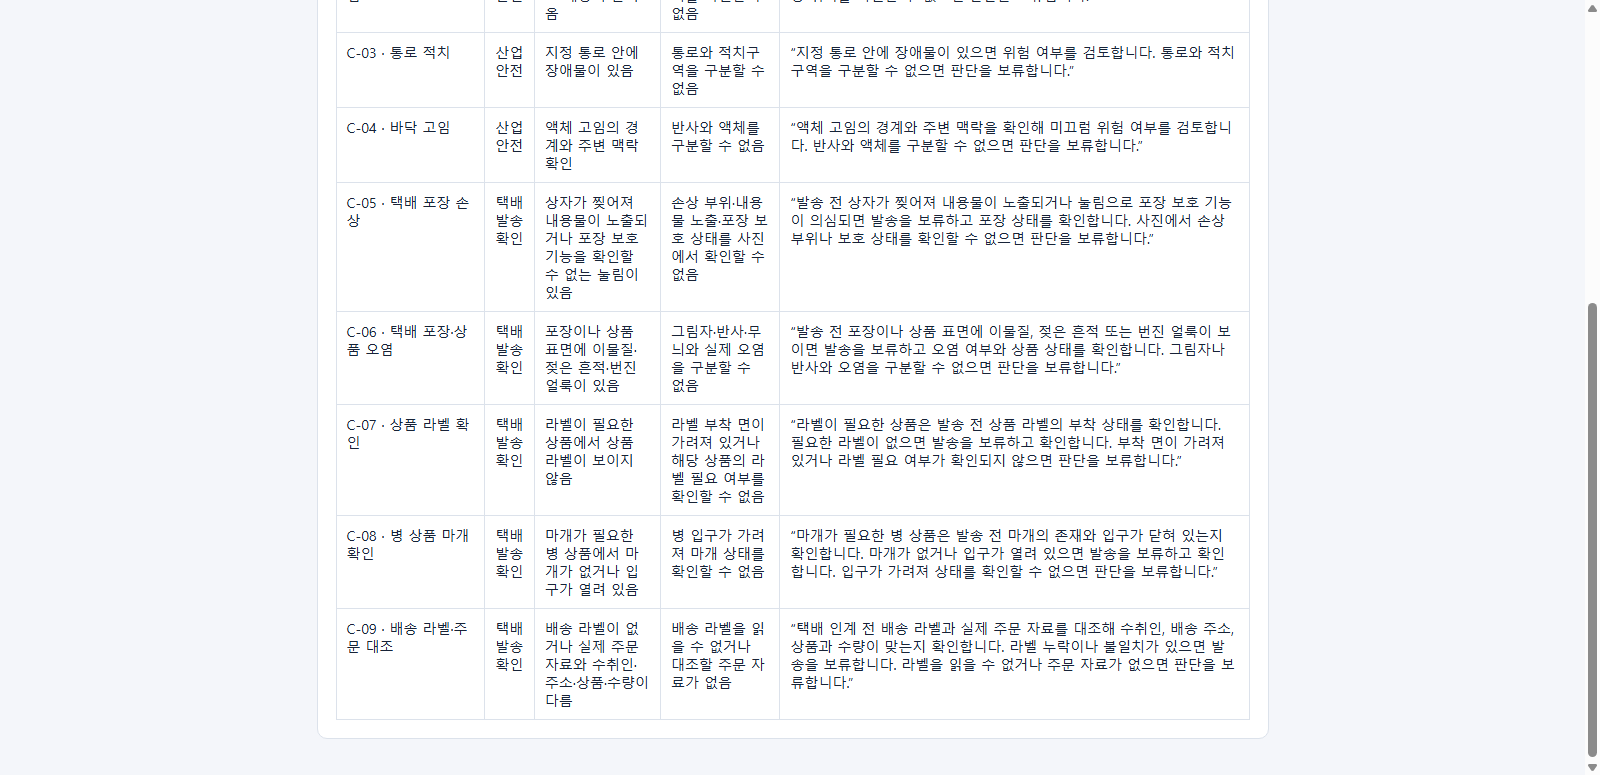 옴
없음
C-03 · 통로 적치
산업
안전
지정 통로 안에
장애물이 있음
통로와 적치구
역을 구분할 수
없음
“지정 통로 안에 장애물이 있으면 위험 여부를 검토합니다. 통로와 적치
구역을 구분할 수 없으면 판단을 보류합니다.”
C-04 · 바닥 고임
산업
안전
액체 고임의 경
계와 주변 맥락
확인
반사와 액체를
구분할 수 없음
“액체 고임의 경계와 주변 맥락을 확인해 미끄럼 위험 여부를 검토합니
다. 반사와 액체를 구분할 수 없으면 판단을 보류합니다.”
C-05 · 택배 포장 손
상
택배
발송
확인
상자가 찢어져
내용물이 노출되
거나 포장 보호
기능을 확인할
수 없는 눌림이
있음
손상 부위·내용
물 노출·포장 보
호 상태를 사진
에서 확인할 수
없음
“발송 전 상자가 찢어져 내용물이 노출되거나 눌림으로 포장 보호 기능
이 의심되면 발송을 보류하고 포장 상태를 확인합니다. 사진에서 손상
부위나 보호 상태를 확인할 수 없으면 판단을 보류합니다.”
C-06 · 택배 포장·상
품 오염
택배
발송
확인
포장이나 상품
표면에 이물질·
젖은 흔적·번진
얼룩이 있음
그림자·반사·무
늬와 실제 오염
을 구분할 수
없음
“발송 전 포장이나 상품 표면에 이물질, 젖은 흔적 또는 번진 얼룩이 보
이면 발송을 보류하고 오염 여부와 상품 상태를 확인합니다. 그림자나
반사와 오염을 구분할 수 없으면 판단을 보류합니다.”
C-07 · 상품 라벨 확
인
택배
발송
확인
라벨이 필요한
상품에서 상품
라벨이 보이지
않음
라벨 부착 면이
가려져 있거나
해당 상품의 라
벨 필요 여부를
확인할 수 없음
“라벨이 필요한 상품은 발송 전 상품 라벨의 부착 상태를 확인합니다.
필요한 라벨이 없으면 발송을 보류하고 확인합니다. 부착 면이 가려져
있거나 라벨 필요 여부가 확인되지 않으면 판단을 보류합니다.”
C-08 · 병 상품 마개
확인
택배
발송
확인
마개가 필요한
병 상품에서 마
개가 없거나 입
구가 열려 있음
병 입구가 가려
져 마개 상태를
확인할 수 없음
“마개가 필요한 병 상품은 발송 전 마개의 존재와 입구가 닫혀 있는지
확인합니다. 마개가 없거나 입구가 열려 있으면 발송을 보류하고 확인
합니다. 입구가 가려져 상태를 확인할 수 없으면 판단을 보류합니다.”
C-09 · 배송 라벨·주
문 대조
택배
발송
확인
배송 라벨이 없
거나 실제 주문
자료와 수취인·
주소·상품·수량이
다름
배송 라벨을 읽
을 수 없거나
대조할 주문 자
료가 없음
“택배 인계 전 배송 라벨과 실제 주문 자료를 대조해 수취인, 배송 주소,
상품과 수량이 맞는지 확인합니다. 라벨 누락이나 불일치가 있으면 발
송을 보류합니다. 라벨을 읽을 수 없거나 주문 자료가 없으면 판단을 보
류합니다.”